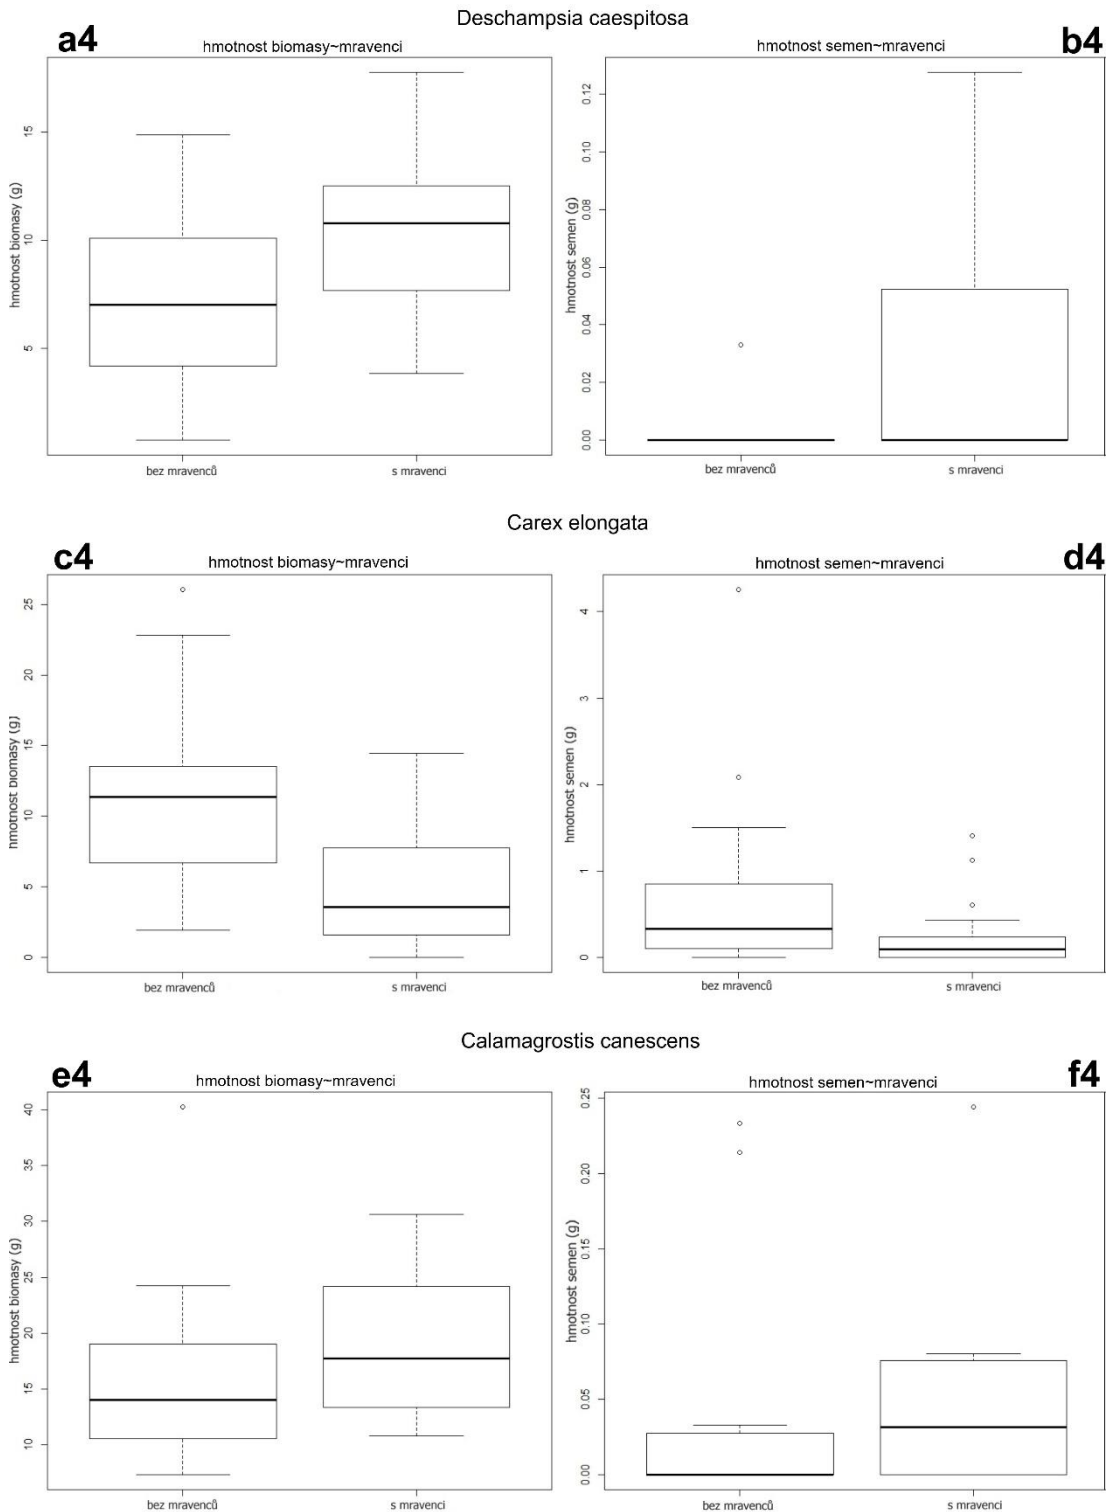 Deschampsia caespitosa
a4
hmotnost biomasy~mravenci
hmotnost biomasy (g)
15
10
5
bez mravenců
s mravenci
b4
hmotnost semen~mravenci
hmotnost semen (g)
0.12
0.10
0.08
0.06
0.04
0.02
0.00
bez mravenců
s mravenci
Carex elongata
c4
hmotnost biomasy~mravenci
hmotnost biomasy (g)
25
20
15
10
5
0
bez mravenců
s mravenci
d4
hmotnost semen~mravenci
hmotnost semen (g)
4
3
2
1
0
bez mravenců
s mravenci
Calamagrostis canescens
e4
hmotnost biomasy~mravenci
hmotnost biomasy (g)
40
35
30
25
20
15
10
bez mravenců
s mravenci
f4
hmotnost semen~mravenci
hmotnost semen (g)
0.25
0.20
0.15
0.10
0.05
0.00
bez mravenců
s mravenci